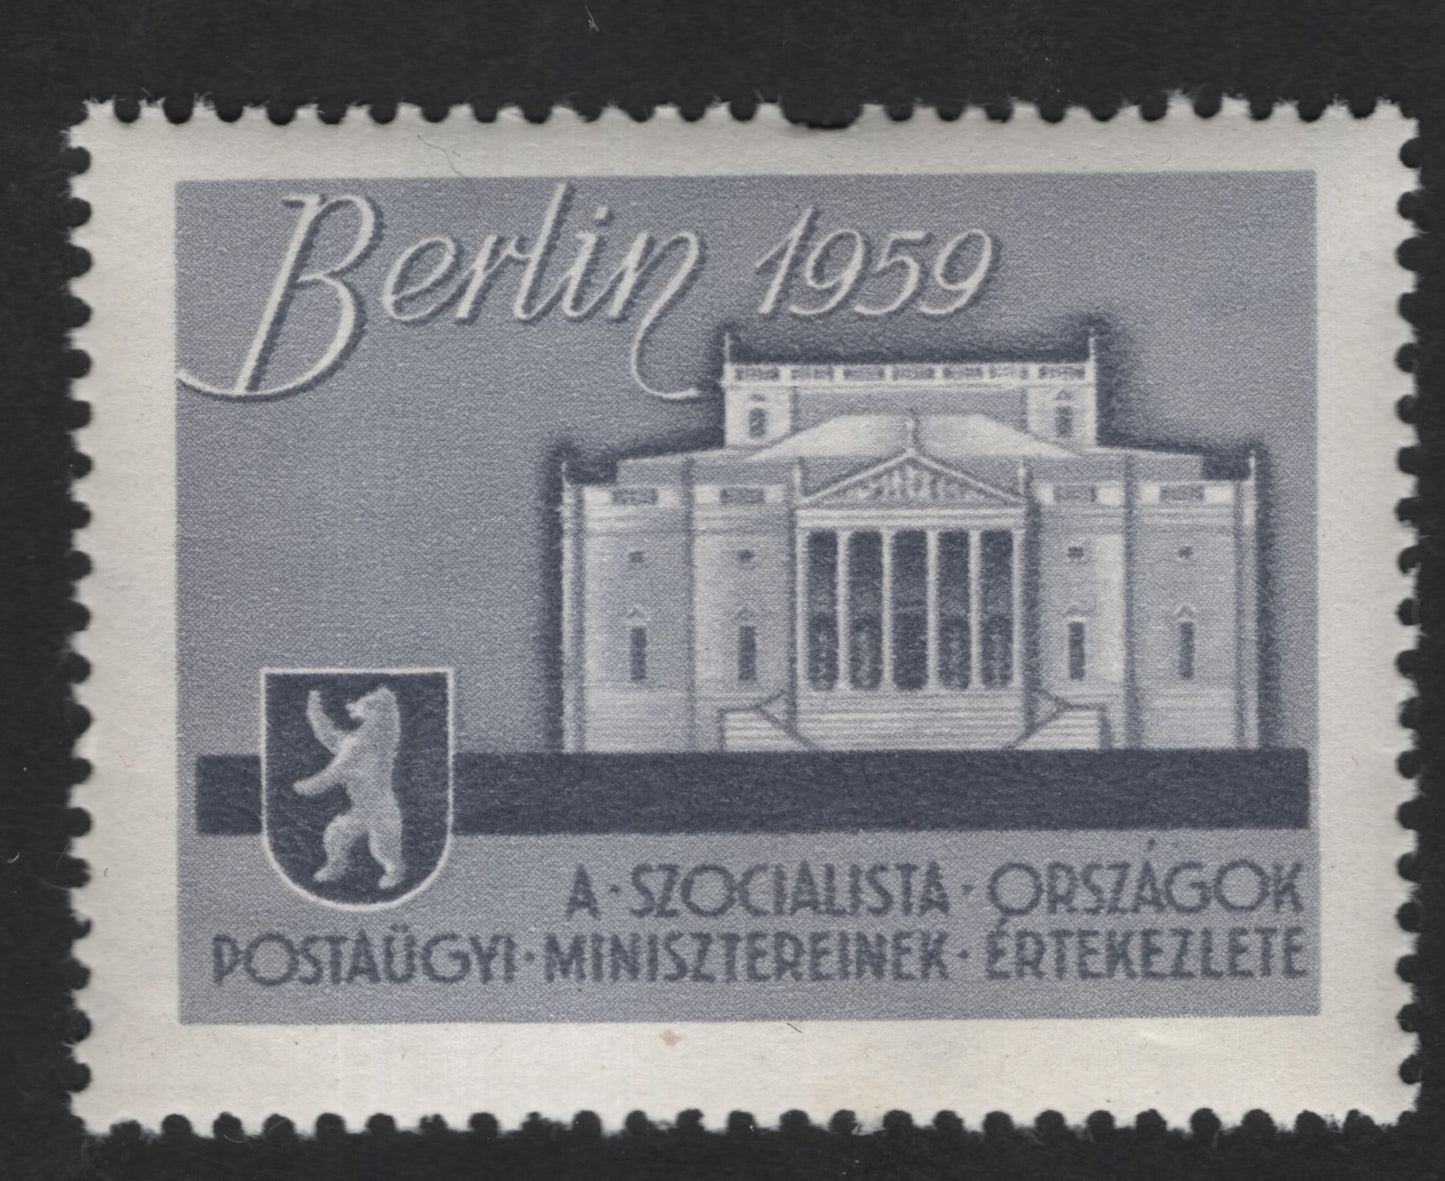 Berlin 1959
A · SZOCIALISTA · ORSZÁGOK
POSTAÜGYI · MINISZTEREINEK · ÉRTEKEZLETE